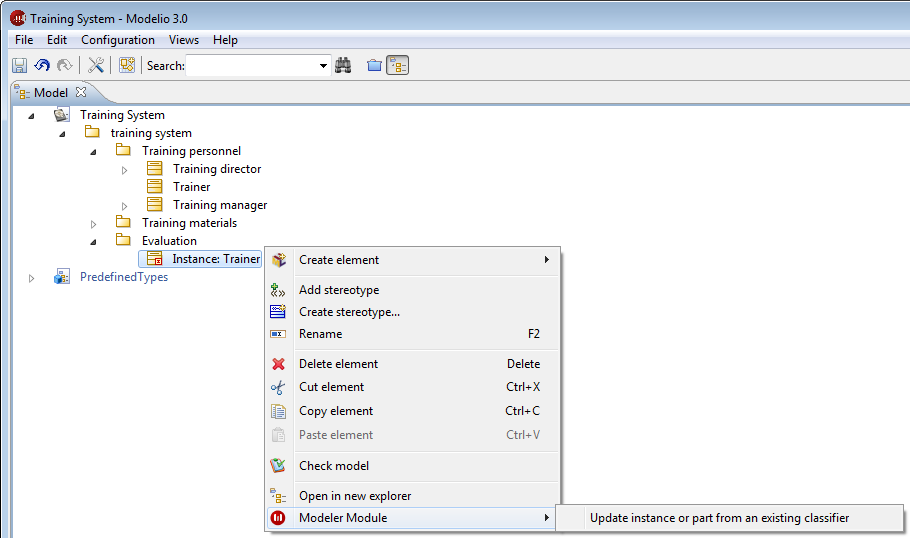 Training System - Modelio 3.0
File Edit Configuration Views Help
Search:
Model
Training System
training system
Training personnel
Training director
Trainer
Training manager
Training materials
Evaluation
Instance: Trainer
PredefinedTypes
Create element
Add stereotype
Create stereotype...
Rename F2
Delete element Delete
Cut element Ctrl+X
Copy element Ctrl+C
Paste element Ctrl+V
Check model
Open in new explorer
Modeler Module
Update instance or part from an existing classifier